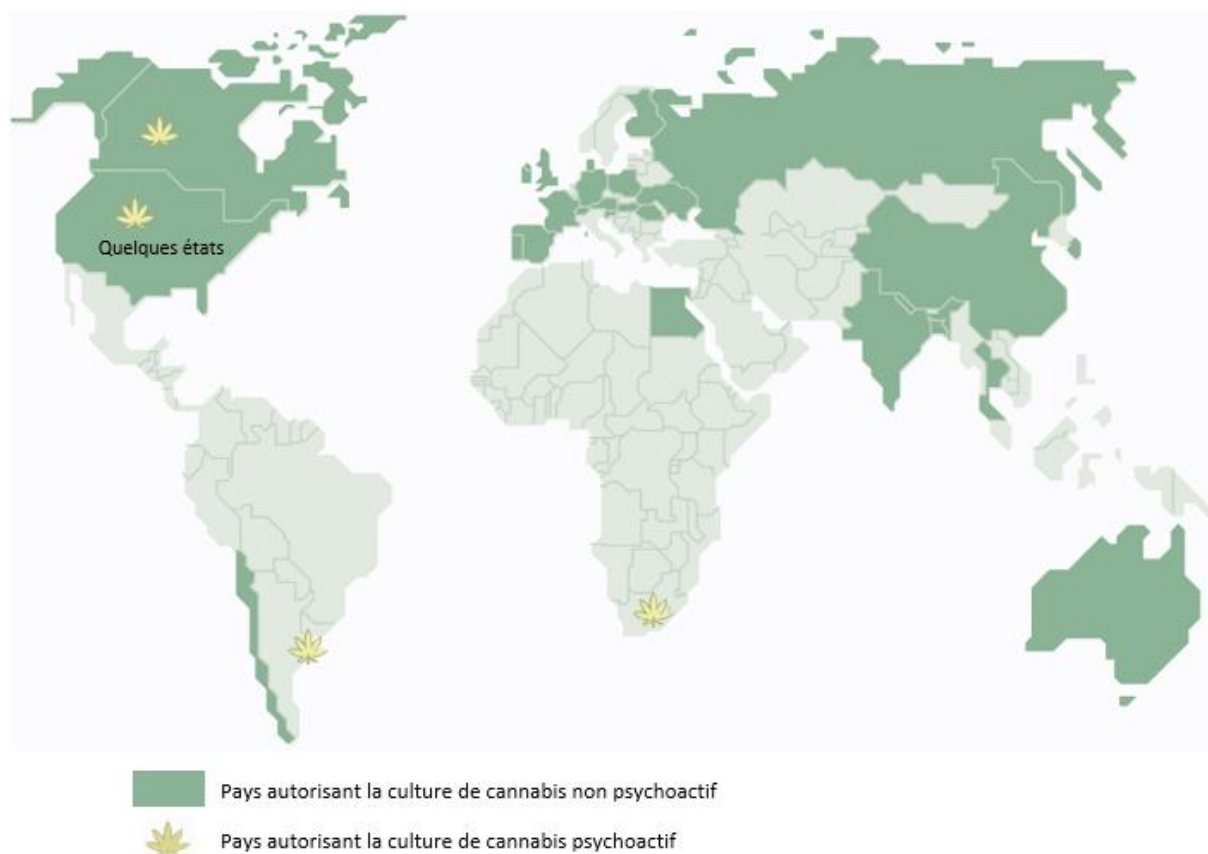 Quelques états
Pays autorisant la culture de cannabis non psychoactif
Pays autorisant la culture de cannabis psychoactif